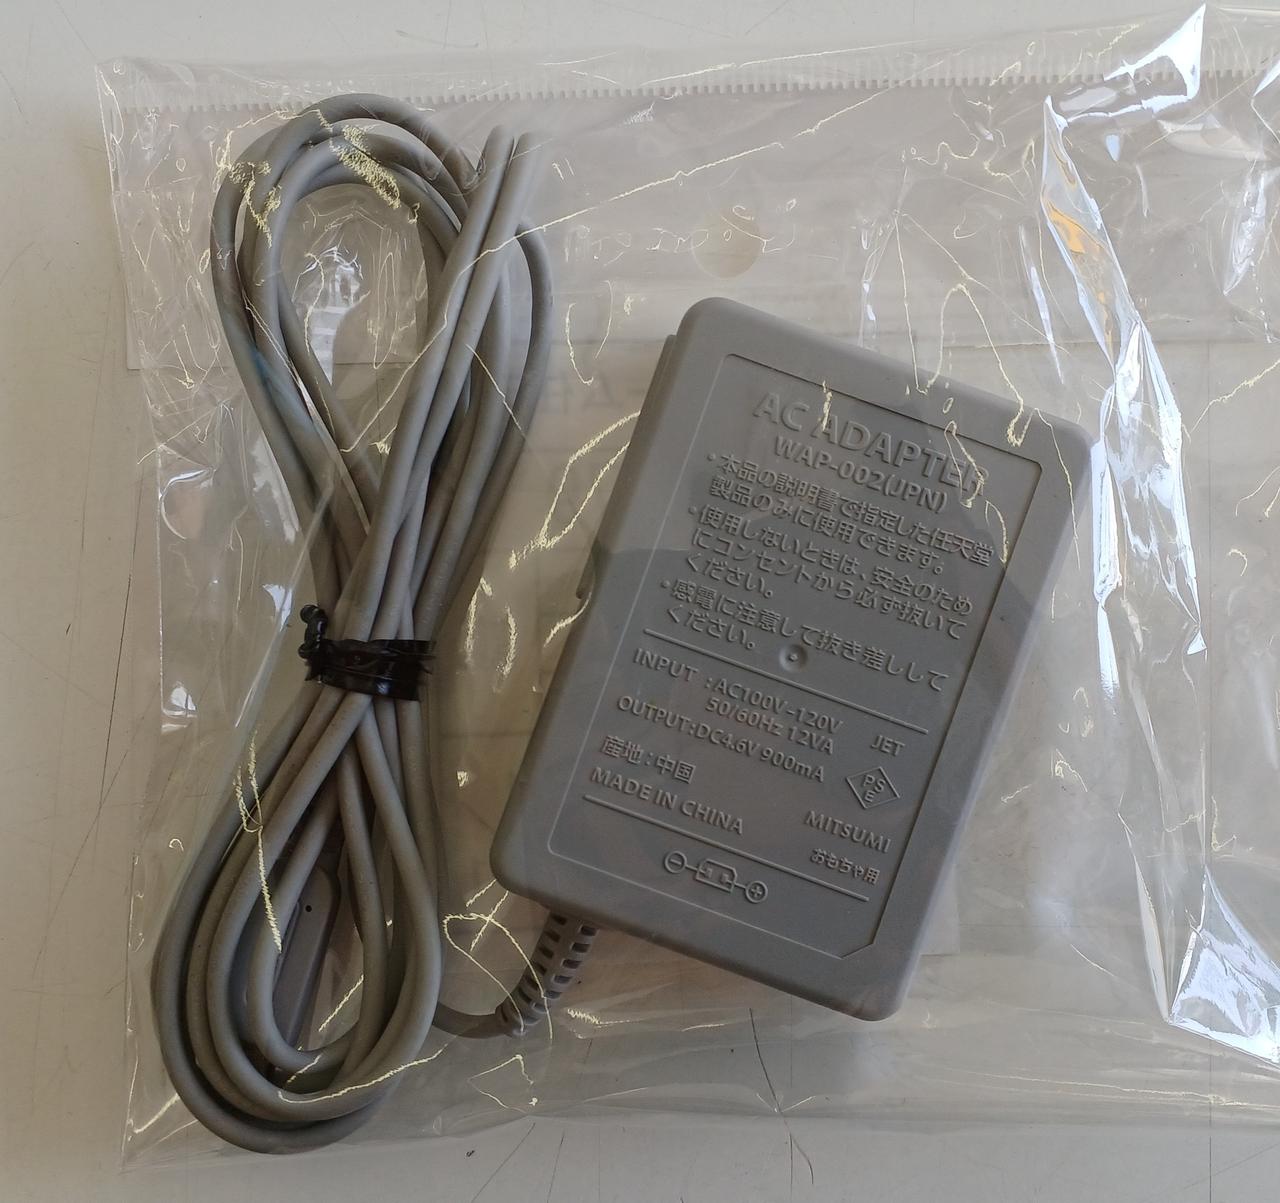 AC ADAPTER
WAP-002(JPN)
・本品の説明書で指定した任天堂
製品のみに使用できます。
・使用しないときは、安全のため
にコンセントから必ず抜いて
ください。
・感電に注意して抜き差しして
ください。
INPUT :AC100V-120V
50/60Hz 12VA
OUTPUT:DC4.6V 900mA
JET
PSE
産地:中国
MADE IN CHINA
MITSUMI
おもちゃ用